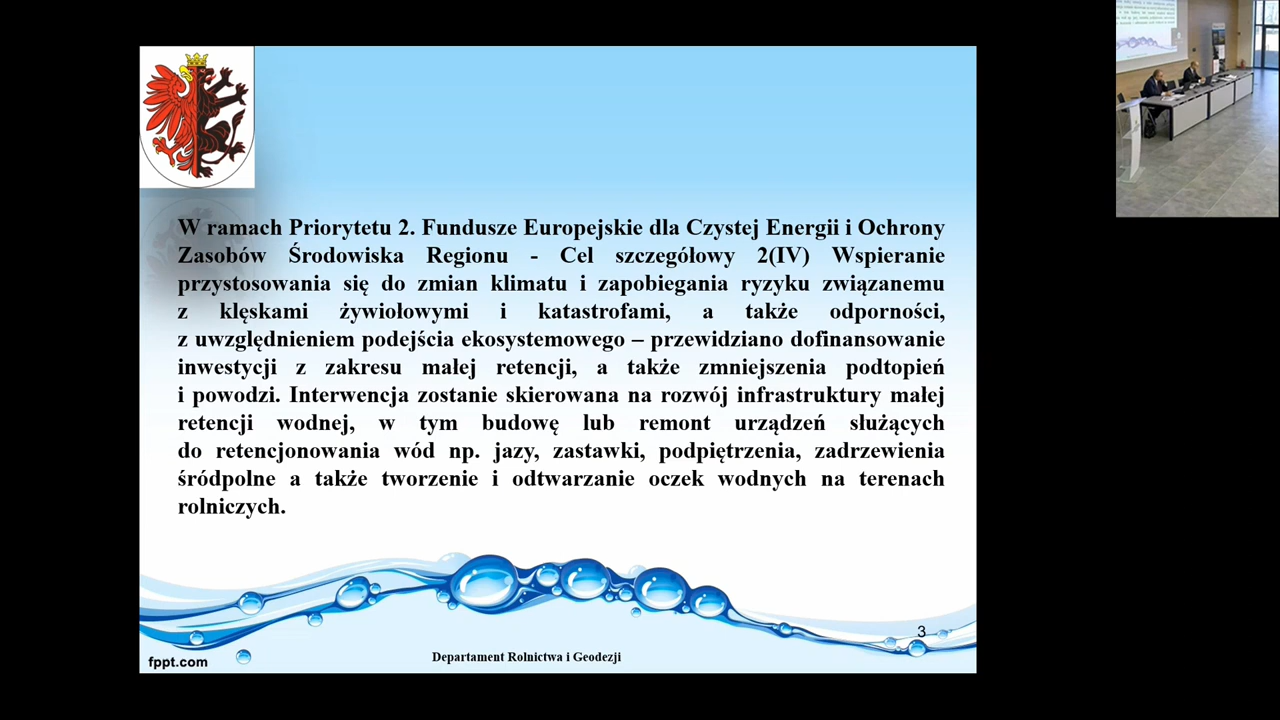 W ramach Priorytetu 2. Fundusze Europejskie dla Czystej Energii i Ochrony
Zasobów Środowiska Regionu - Cel szczegółowy 2(IV) Wspieranie
przystosowania się do zmian klimatu i zapobiegania ryzyku związanemu
z klęskami żywiołowymi i katastrofami, a także odporności,
z uwzględnieniem podejścia ekosystemowego – przewidziano dofinansowanie
inwestycji z zakresu małej retencji, a także zmniejszenia podtopień
i powodzi. Interwencja zostanie skierowana na rozwój infrastruktury małej
retencji wodnej, w tym budowę lub remont urządzeń służących
do retencjonowania wód np. jazy, zastawki, podpiętrzenia, zadrzewienia
śródpolne a także tworzenie i odtwarzanie oczek wodnych na terenach
rolniczych.
3
fppt.com
Departament Rolnictwa i Geodezji